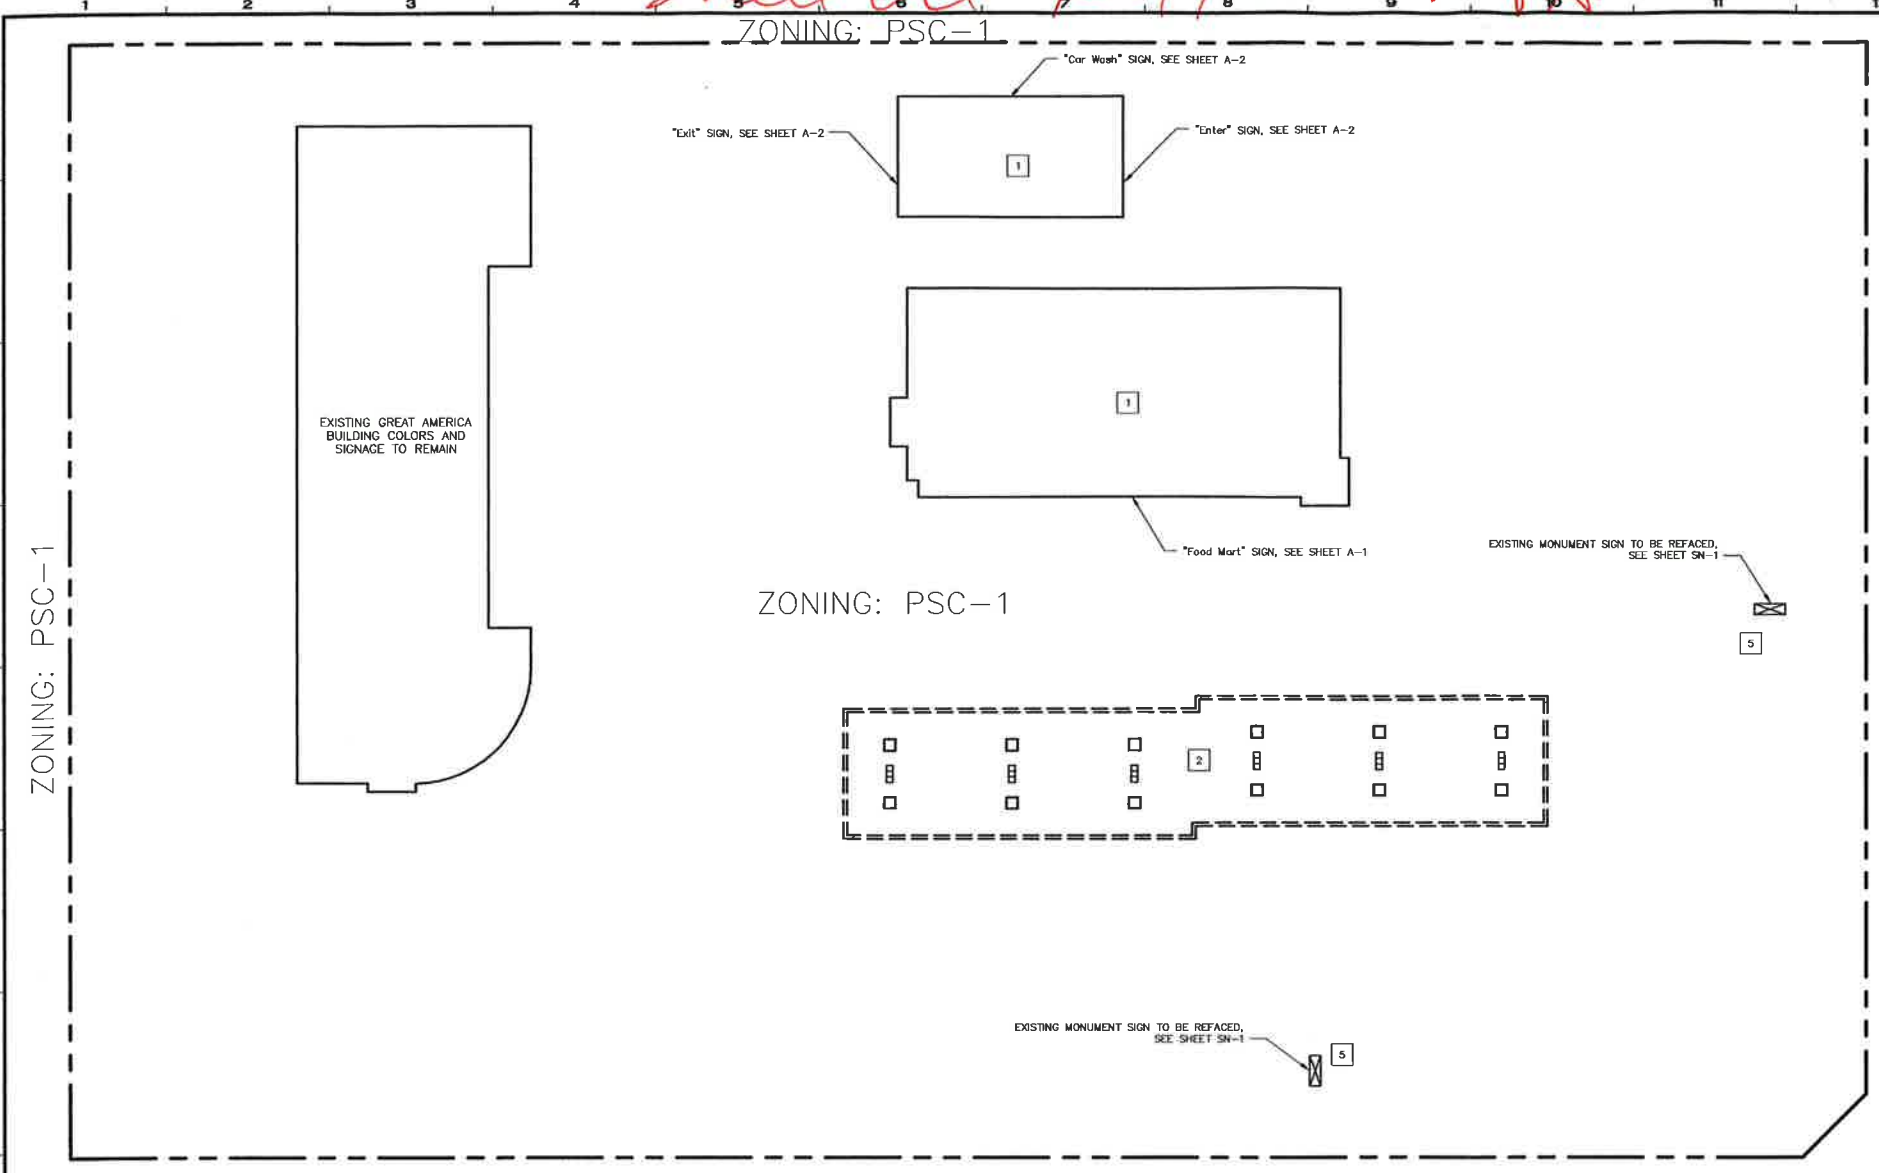 1 2 3 4 5 6 7 8 9 10 11
ZONING: PSC-1
"Car Wash" SIGN, SEE SHEET A-2
"Exit" SIGN, SEE SHEET A-2
"Enter" SIGN, SEE SHEET A-2
1
EXISTING GREAT AMERICA
BUILDING COLORS AND
SIGNAGE TO REMAIN
1
"Food Mart" SIGN, SEE SHEET A-1
EXISTING MONUMENT SIGN TO BE REFACED,
SEE SHEET SN-1
ZONING: PSC-1
ZONING: PSC-1
5
2
EXISTING MONUMENT SIGN TO BE REFACED,
SEE SHEET SN-1
5